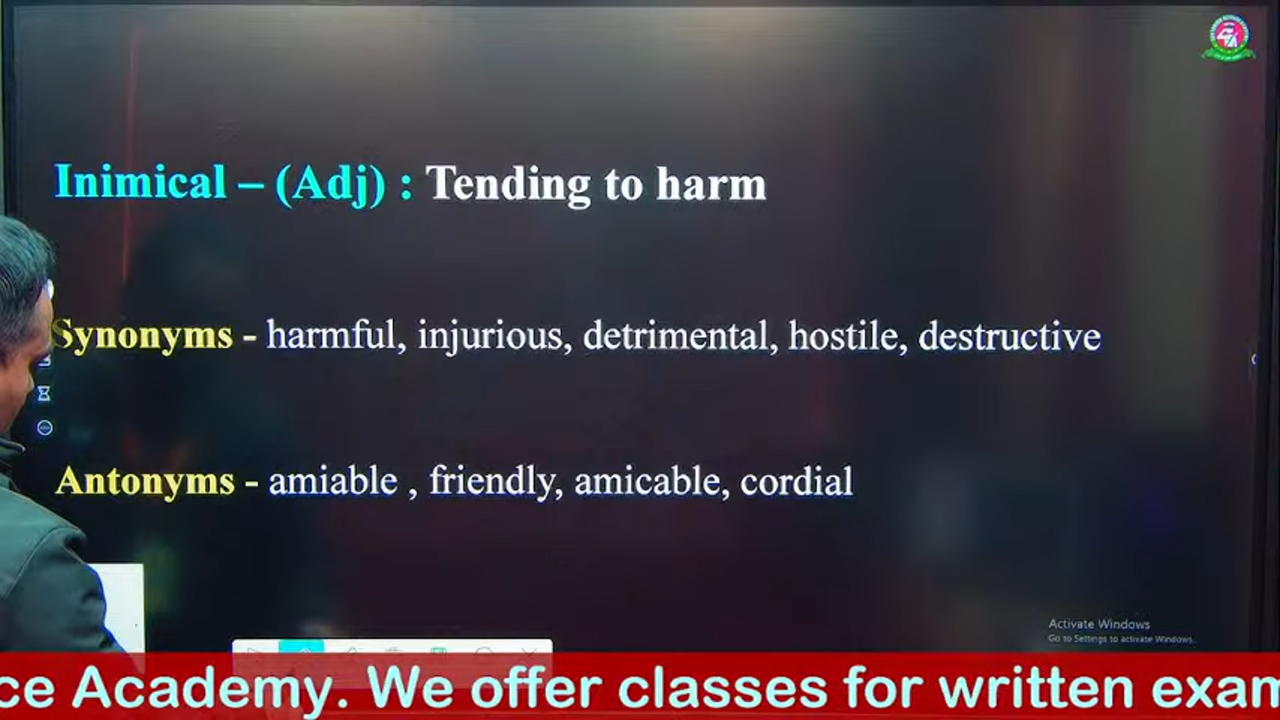 Inimical – (Adj) : Tending to harm
Synonyms - harmful, injurious, detrimental, hostile, destructive
Antonyms - amiable , friendly, amicable, cordial
Activate Windows
Go to Settings to activate Windows.
ce Academy. We offer classes for written exam